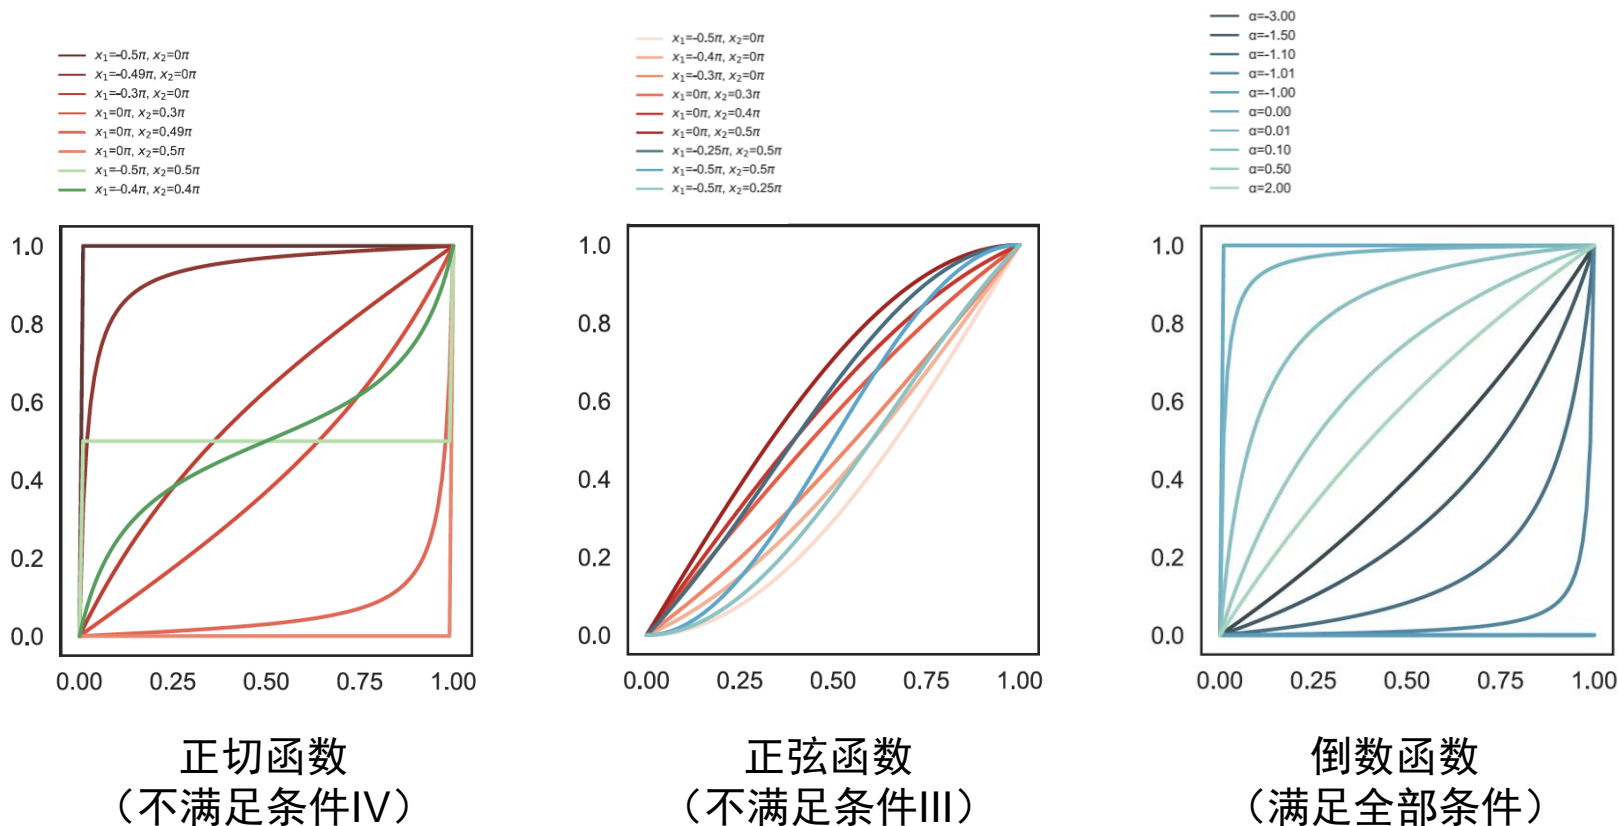 x₁=-0.5π, x₂=0π
x₁=-0.49π, x₂=0π
x₁=-0.3π, x₂=0π
x₁=0π, x₂=0.3π
x₁=0π, x₂=0.49π
x₁=0π, x₂=0.5π
x₁=-0.5π, x₂=0.5π
x₁=-0.4π, x₂=0.4π
1.0
0.8
0.6
0.4
0.2
0.0
0.00 0.25 0.50 0.75 1.00
正切函数
（不满足条件IV）
x₁=-0.5π, x₂=0π
x₁=-0.4π, x₂=0π
x₁=-0.3π, x₂=0π
x₁=0π, x₂=0.3π
x₁=0π, x₂=0.4π
x₁=0π, x₂=0.5π
x₁=-0.25π, x₂=0.5π
x₁=-0.5π, x₂=0.5π
x₁=-0.5π, x₂=0.25π
1.0
0.8
0.6
0.4
0.2
0.0
0.00 0.25 0.50 0.75 1.00
正弦函数
（不满足条件III）
α=-3.00
α=-1.50
α=-1.10
α=-1.01
α=-1.00
α=0.00
α=0.01
α=0.10
α=0.50
α=2.00
1.0
0.8
0.6
0.4
0.2
0.0
0.00 0.25 0.50 0.75 1.00
倒数函数
（满足全部条件）